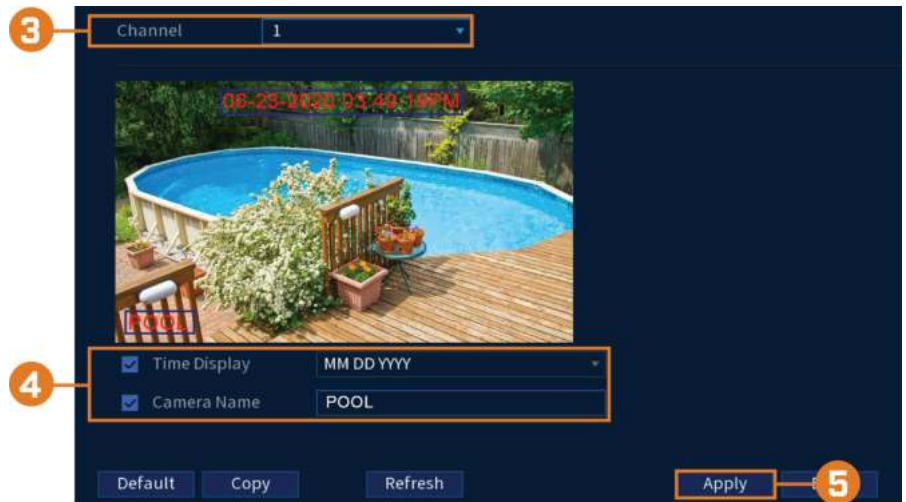 3 Channel 1
06-23-2020 03:49:19PM
POOL
4 Time Display MM DD YYYY
Camera Name POOL
Default Copy Refresh Apply 5